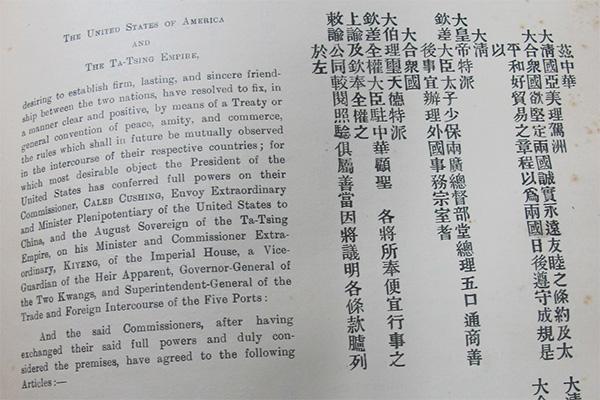 THE UNITED STATES OF AMERICA
AND
THE TA-TSING EMPIRE,
desiring to establish firm, lasting, and sincere friend-
ship between the two nations, have resolved to fix, in
a manner clear and positive, by means of a Treaty or
general convention of peace, amity, and commerce,
the rules which shall in future be mutually observed
in the intercourse of their respective countries; for
which most desirable object the President of the
United States has conferred full powers on their
Commissioner, CALEB CUSHING, Envoy Extraordinary
and Minister Plenipotentiary of the United States to
China, and the August Sovereign of the Ta-Tsing
Empire, on his Minister and Commissioner Extra-
ordinary, KIYENG, of the Imperial House, a Vice-
Guardian of the Heir Apparent, Governor-General of
the Two Kwangs, and Superintendent-General of the
Trade and Foreign Intercourse of the Five Ports:
And the said Commissioners, after having
exchanged their said full powers and duly con-
sidered the premises, have agreed to the following
Articles:—
茲中華
大清國亞美理駕洲
大合眾國欲堅定兩國誠實永遠友睦之條約及太
平和好貿易之章程以爲兩國日後遵守成規是
以
大清
大皇帝特派
欽差大臣太子少保兩廣總督部堂總理五口通商善
後事宜辦理外國事務宗室耆
大合眾國
大伯理璽天德特派
欽差全權大臣駐中華顧聖 各將所奉便宜行事之
上諭及欽奉全權之
敕諭公同較閱照驗俱屬善當因將議明各條款臚列
於左
大
大合